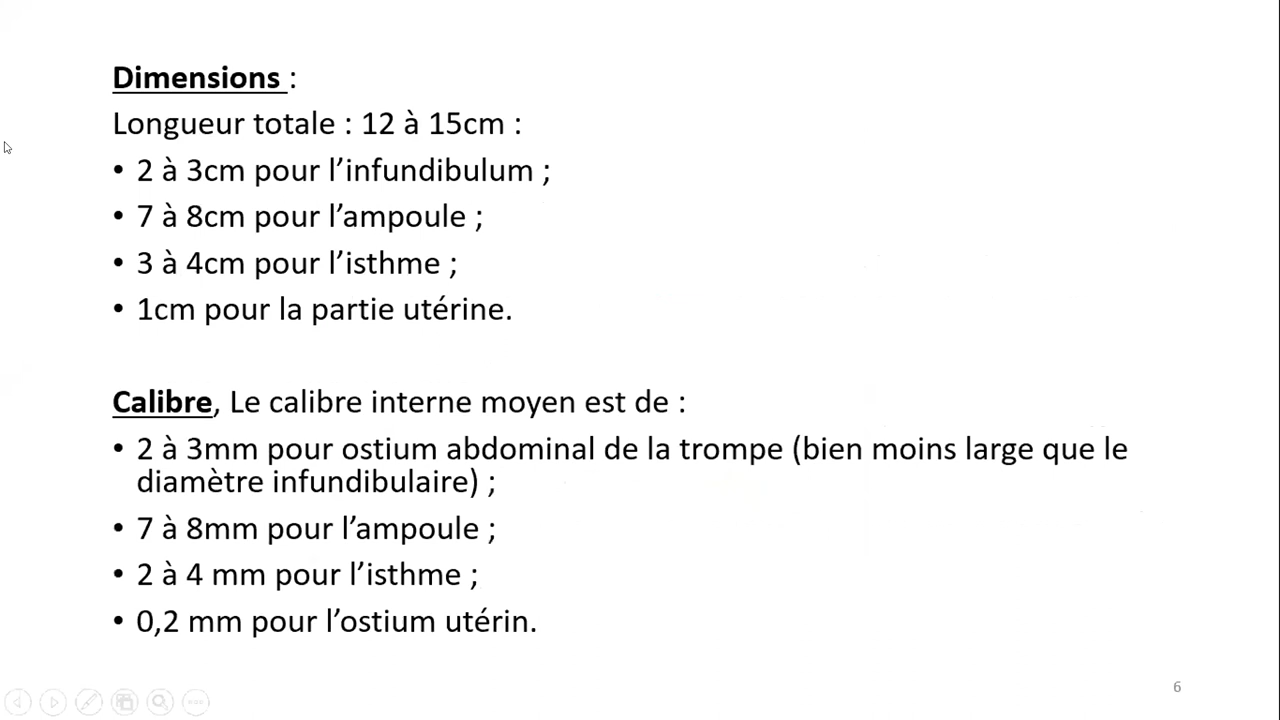 Dimensions :
Longueur totale : 12 à 15cm :
• 2 à 3cm pour l’infundibulum ;
• 7 à 8cm pour l’ampoule ;
• 3 à 4cm pour l’isthme ;
• 1cm pour la partie utérine.
Calibre, Le calibre interne moyen est de :
• 2 à 3mm pour ostium abdominal de la trompe (bien moins large que le
diamètre infundibulaire) ;
• 7 à 8mm pour l’ampoule ;
• 2 à 4 mm pour l’isthme ;
• 0,2 mm pour l’ostium utérin.
6